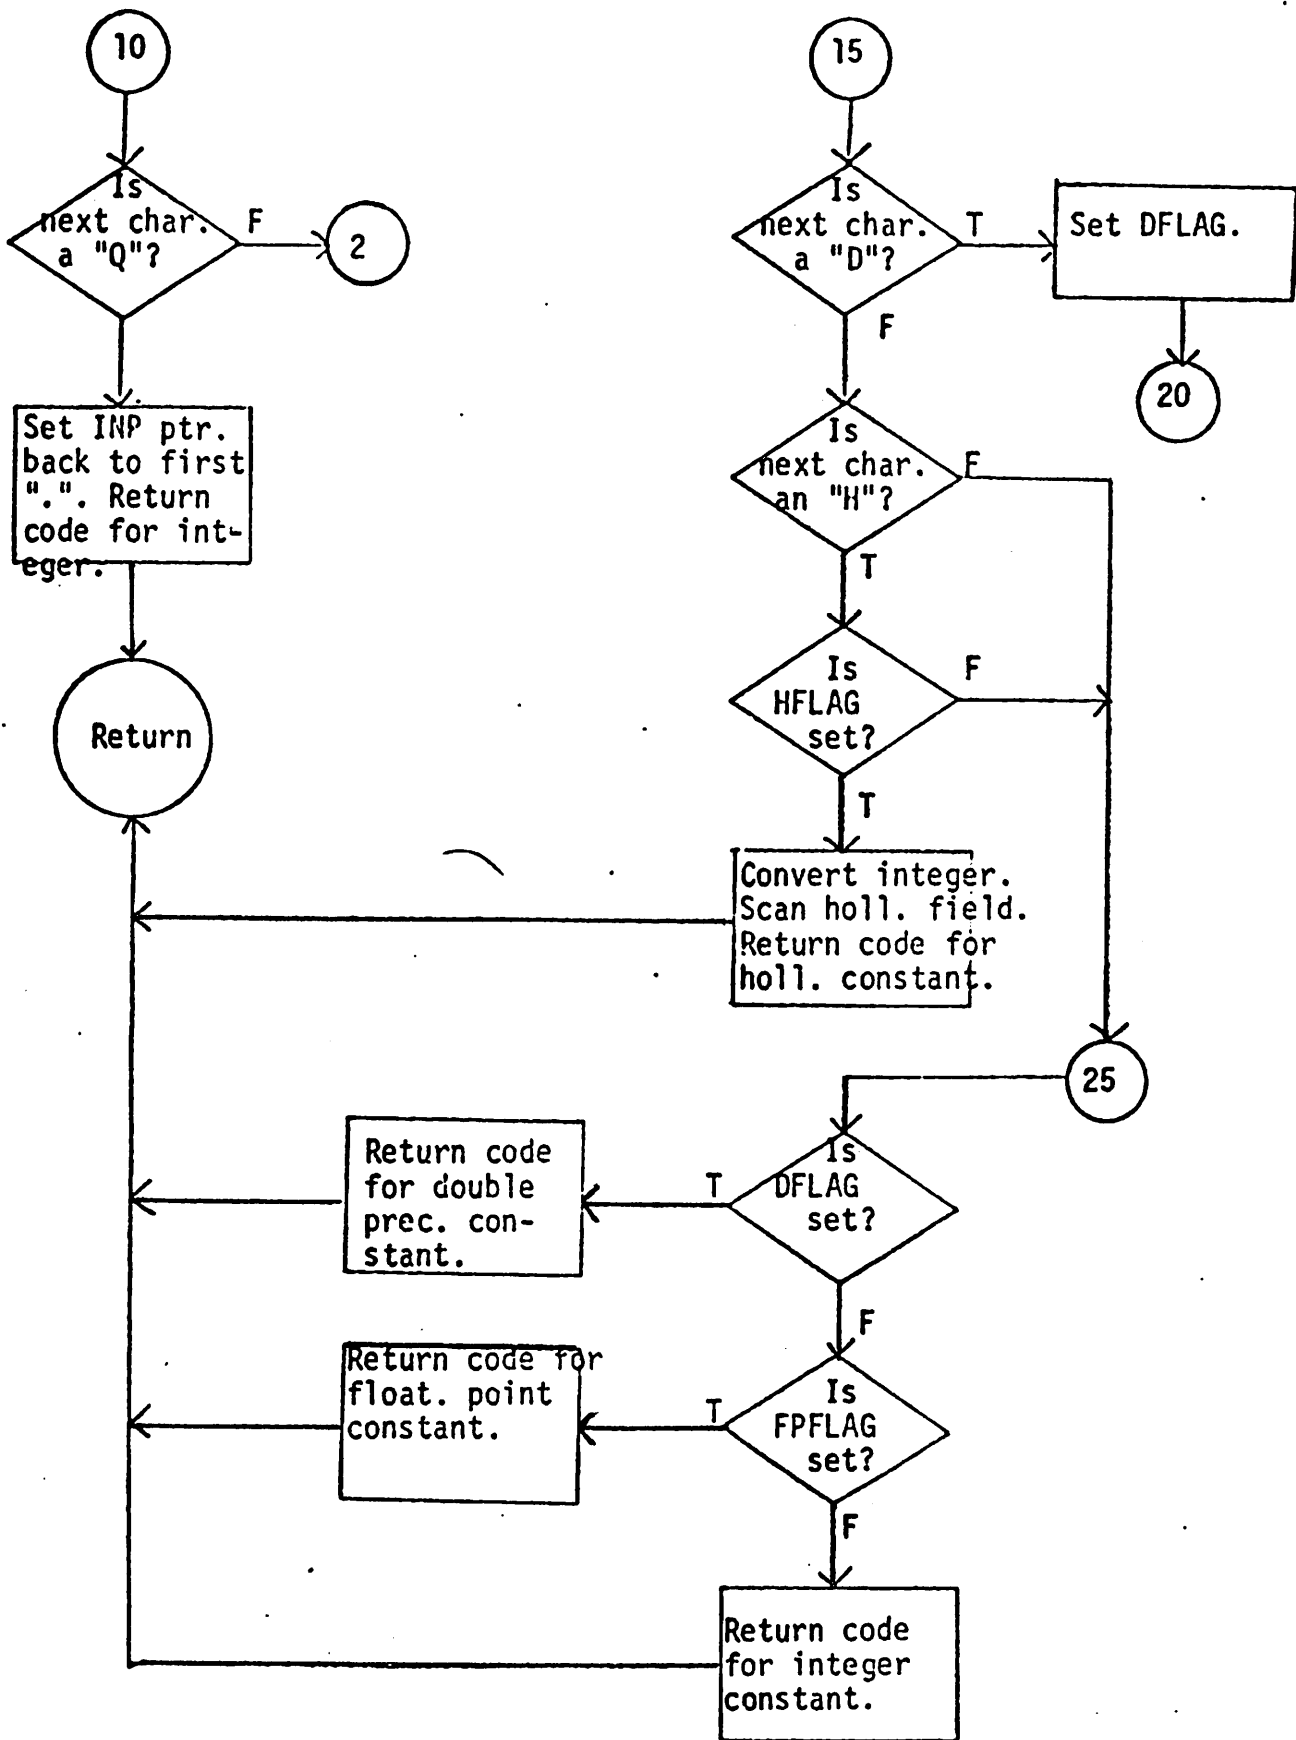 10
Is
next char.
a "Q"?
F
2
Set INP ptr.
back to first
".". Return
code for int-
eger.
Return
15
Is
next char.
a "D"?
T
Set DFLAG.
20
F
Is
next char.
an "H"?
F
T
Is
HFLAG
set?
F
T
Convert integer.
Scan holl. field.
Return code for
holl. constant.
25
Is
DFLAG
set?
T
Return code
for double
prec. con-
stant.
F
Is
FPFLAG
set?
T
Return code for
float. point
constant.
F
Return code
for integer
constant.